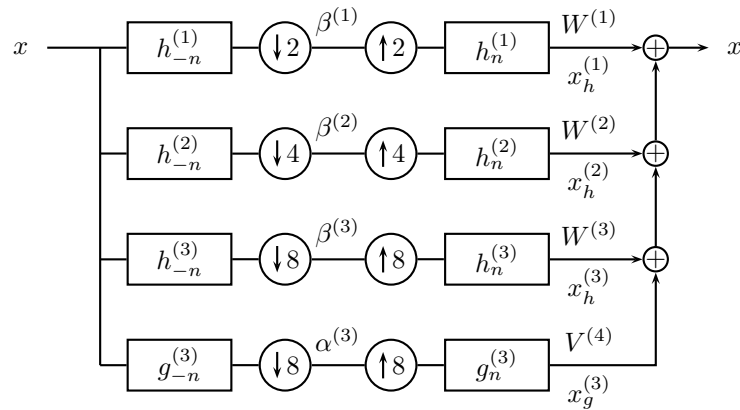 β^{(1)} W^{(1)}
x h_{-n}^{(1)} ↓2 ↑2 h_n^{(1)} + x
x_h^{(1)}
β^{(2)} W^{(2)}
h_{-n}^{(2)} ↓4 ↑4 h_n^{(2)} +
x_h^{(2)}
β^{(3)} W^{(3)}
h_{-n}^{(3)} ↓8 ↑8 h_n^{(3)} +
x_h^{(3)}
α^{(3)} V^{(4)}
g_{-n}^{(3)} ↓8 ↑8 g_n^{(3)}
x_g^{(3)}